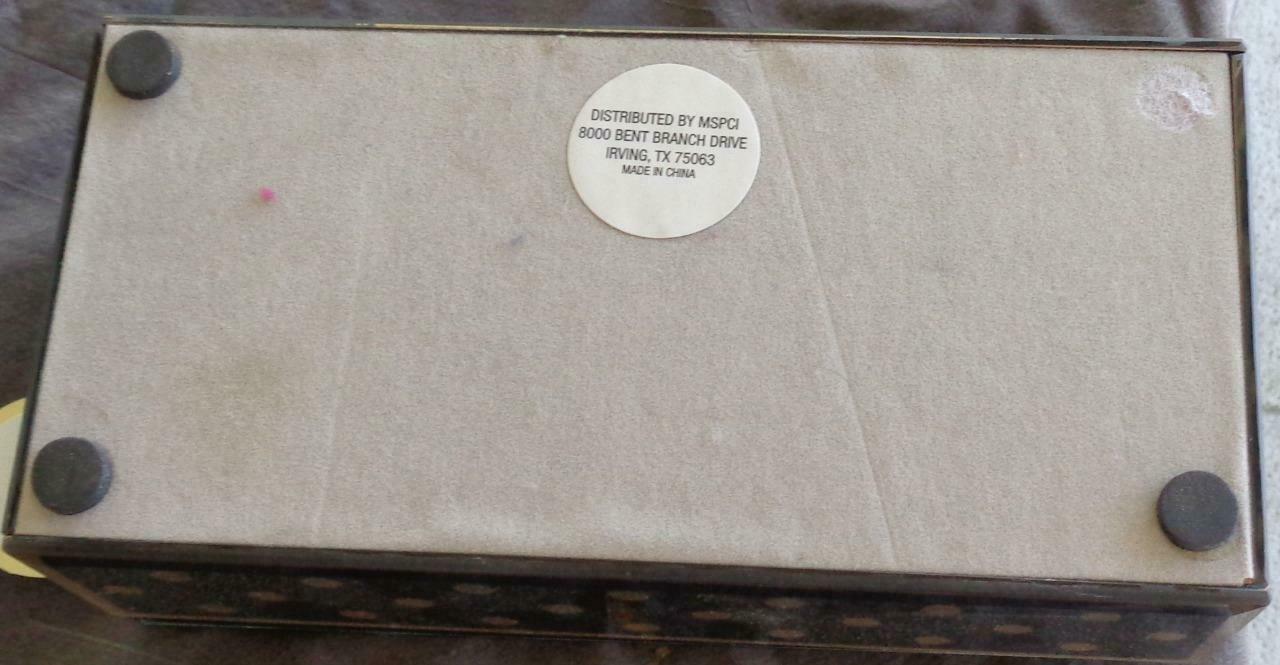 DISTRIBUTED BY MSPCI
8000 BENT BRANCH DRIVE
IRVING, TX 75063
MADE IN CHINA